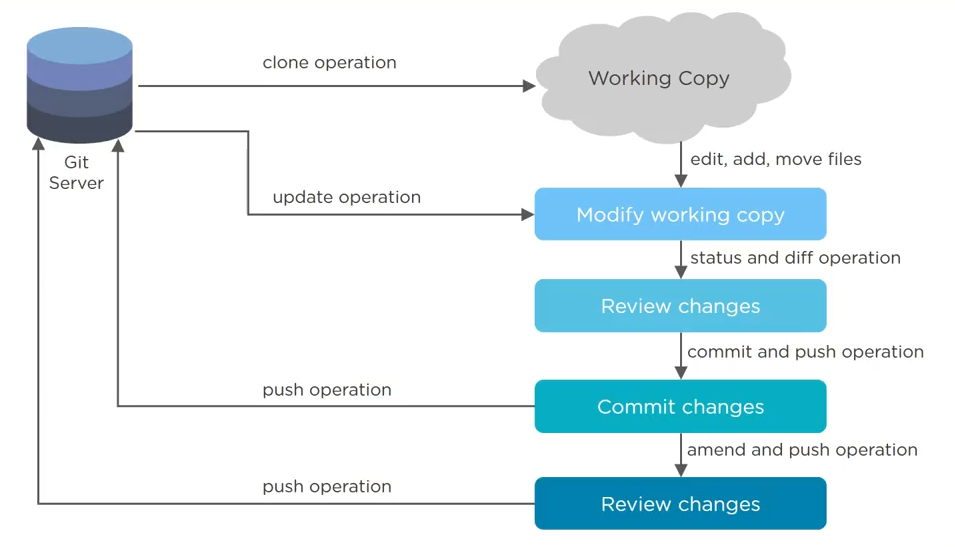 clone operation
Working Copy
Git
Server
edit, add, move files
update operation
Modify working copy
status and diff operation
Review changes
commit and push operation
push operation
Commit changes
amend and push operation
push operation
Review changes